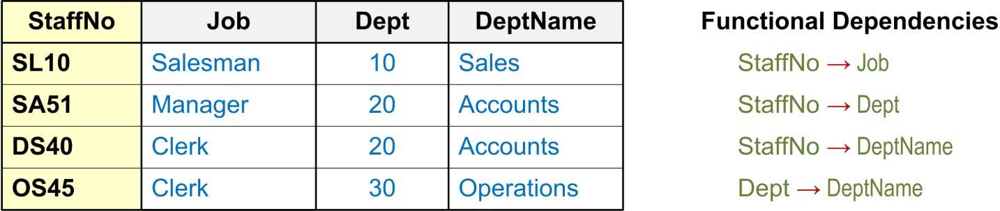 StaffNo Job Dept DeptName
SL10 Salesman 10 Sales
SA51 Manager 20 Accounts
DS40 Clerk 20 Accounts
OS45 Clerk 30 Operations
Functional Dependencies
StaffNo → Job
StaffNo → Dept
StaffNo → DeptName
Dept → DeptName